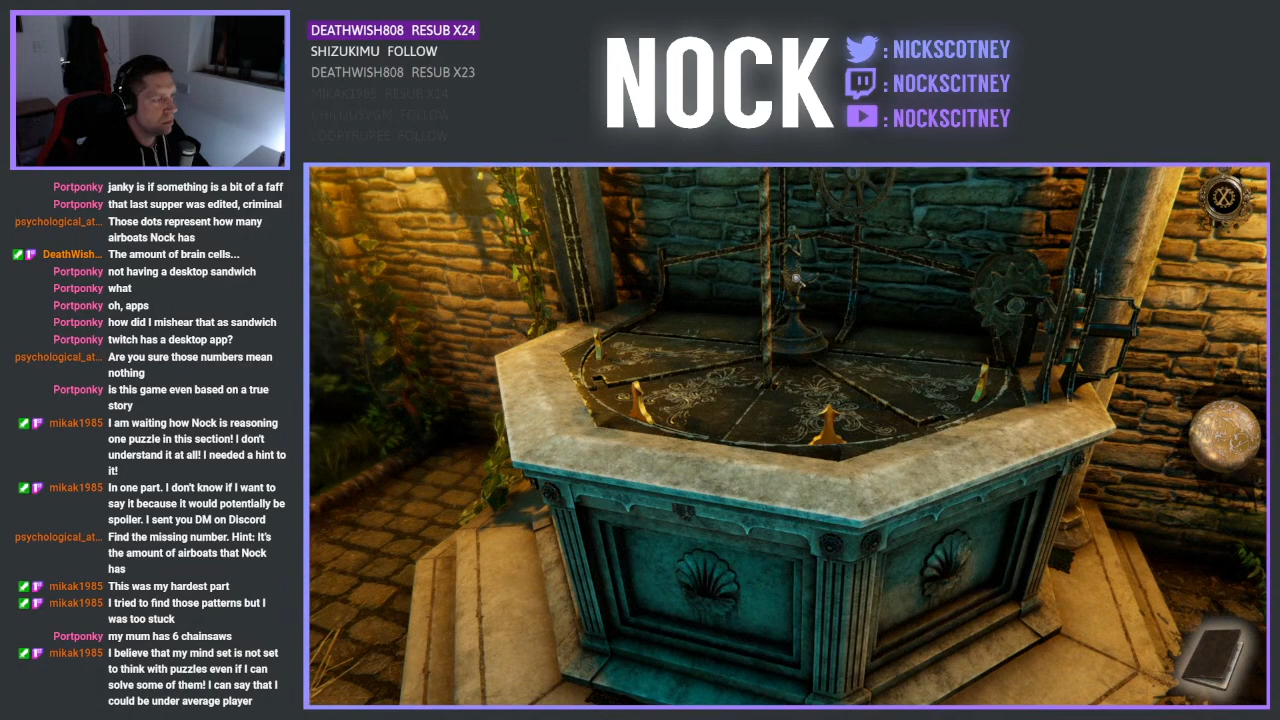 DEATHWISH808 RESUB X24
SHIZUKIMU FOLLOW
DEATHWISH808 RESUB X23
MIKAK1985 RESUB X14
LOOPYRUPEE FOLLOW
NOCK
: NICKSCOTNEY
: NOCKSCITNEY
: NOCKSCITNEY
Portponky janky is if something is a bit of a faff
Portponky that last supper was edited, criminal
psychological_at... Those dots represent how many
airboats Nock has
DeathWish... The amount of brain cells...
Portponky not having a desktop sandwich
Portponky what
Portponky oh, apps
Portponky how did I mishear that as sandwich
Portponky twitch has a desktop app?
psychological_at... Are you sure those numbers mean
nothing
Portponky is this game even based on a true
story
mikak1985 I am waiting how Nock is reasoning
one puzzle in this section! I don't
understand it at all! I needed a hint to
it!
mikak1985 In one part. I don't know if I want to
say it because it would potentially be
spoiler. I sent you DM on Discord
psychological_at... Find the missing number. Hint: It's
the amount of airboats that Nock
has
mikak1985 This was my hardest part
mikak1985 I tried to find those patterns but I
was too stuck
Portponky my mum has 6 chainsaws
mikak1985 I believe that my mind set is not set
to think with puzzles even if I can
solve some of them! I can say that I
could be under average player